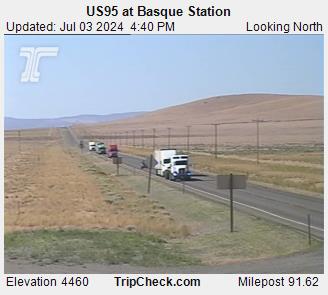 US95 at Basque Station
Updated: Jul 03 2024  4:40 PM
Looking North
Elevation 4460
TripCheck.com
Milepost 91.62